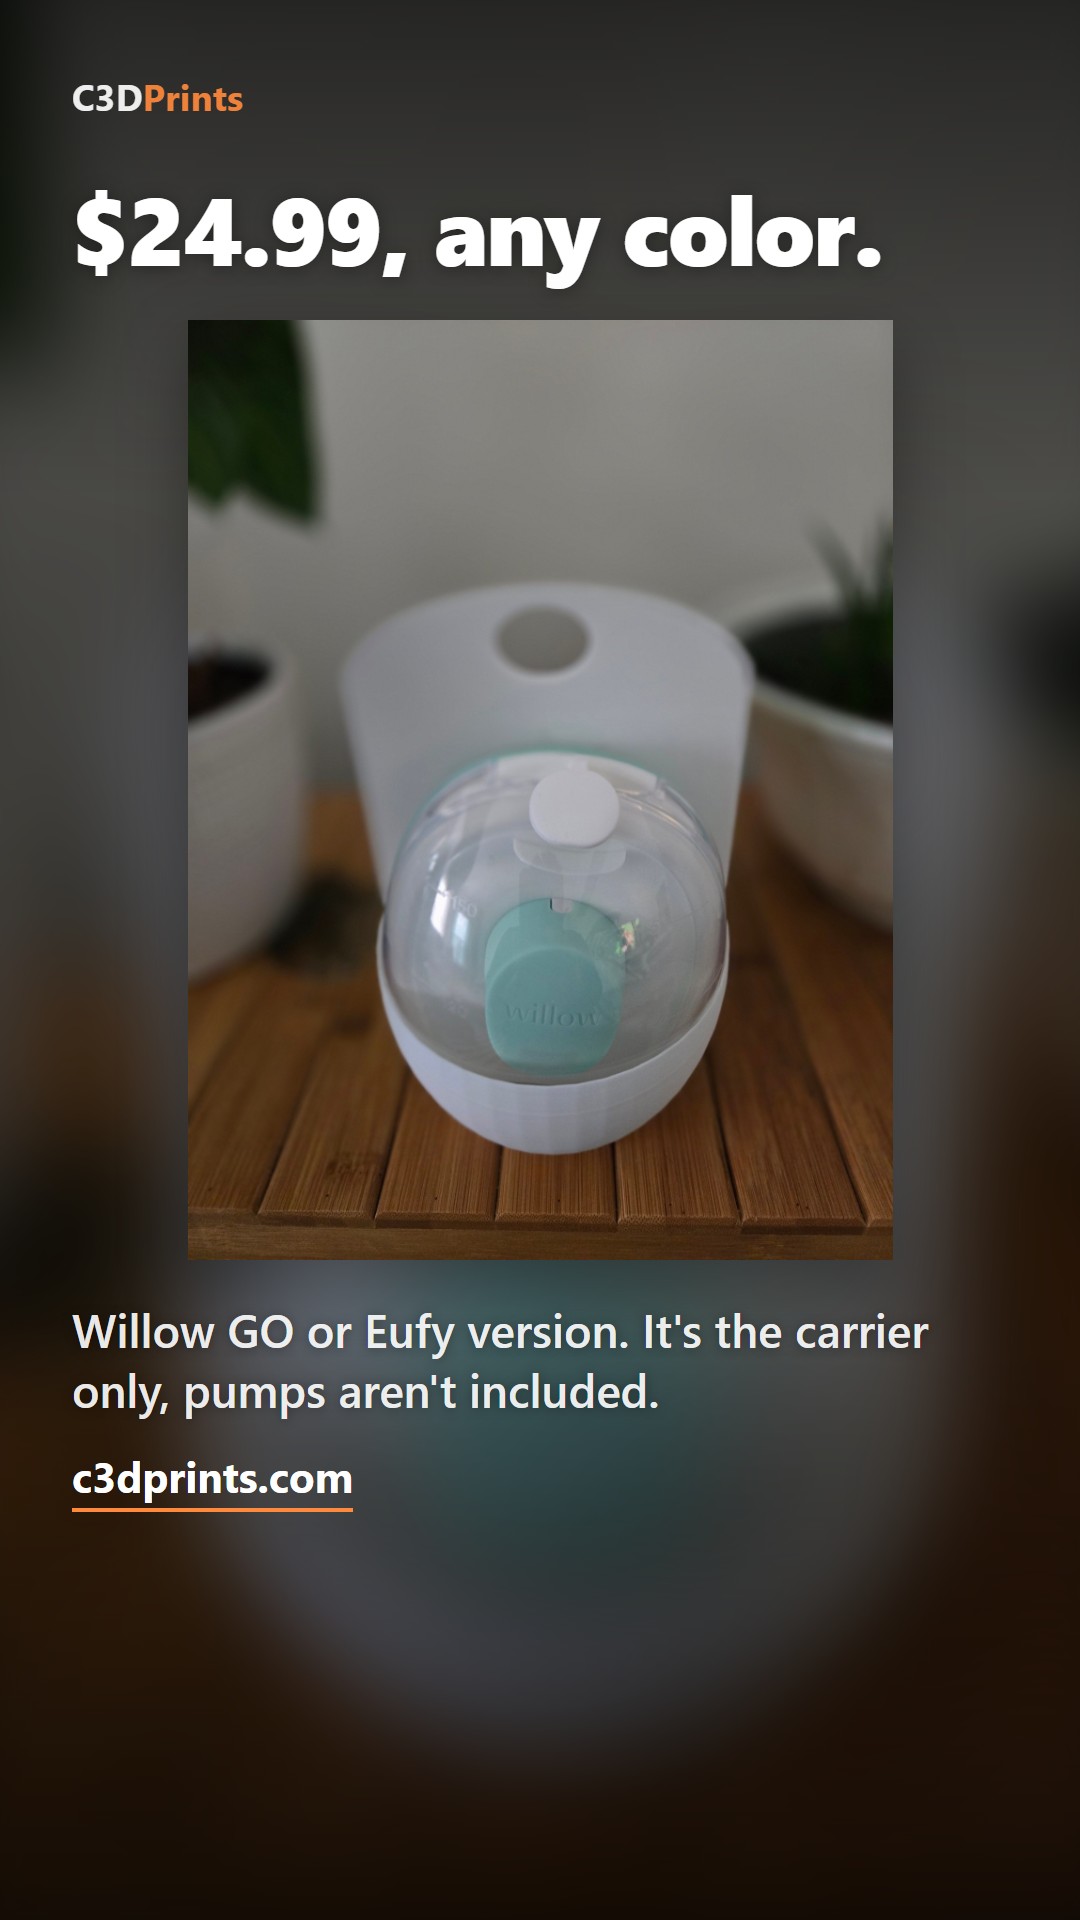 C3DPrints
$24.99, any color.
150
willow
Willow GO or Eufy version. It's the carrier
only, pumps aren't included.
c3dprints.com